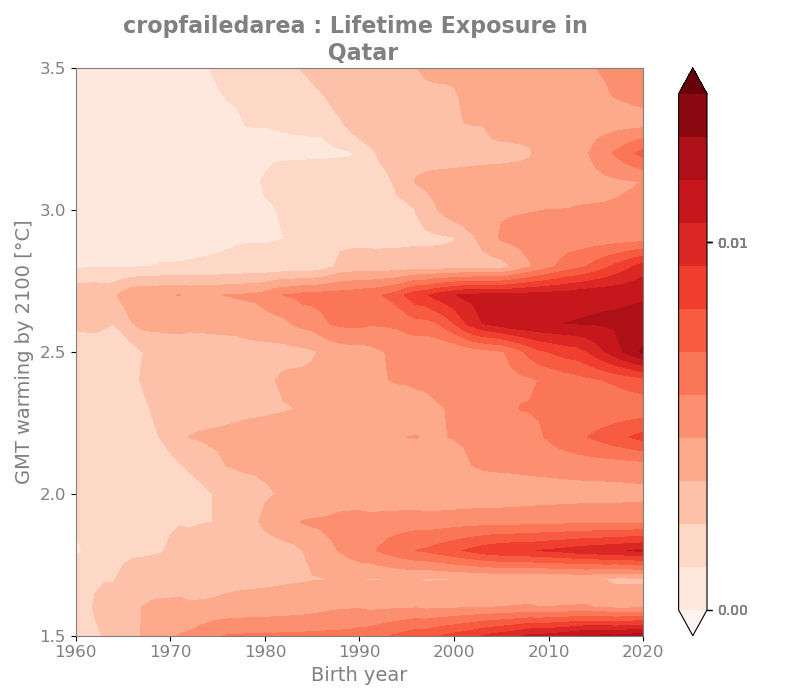 cropfailedarea : Lifetime Exposure in
Qatar
3.5
3.0
2.5
2.0
1.5
GMT warming by 2100 [°C]
1960 1970 1980 1990 2000 2010 2020
Birth year
0.01
0.00